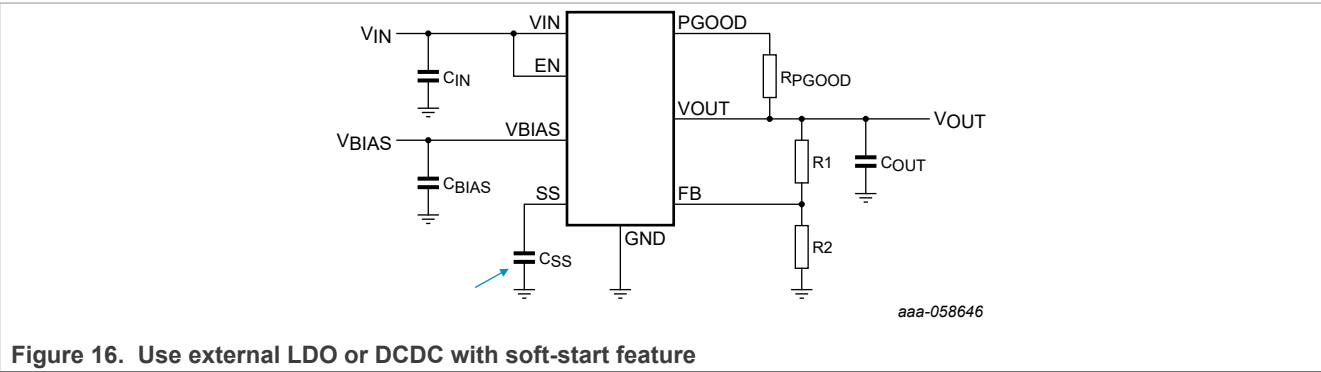 VIN
VIN
PGOOD
EN
CIN
RPGOOD
VOUT
VOUT
VBIAS
VBIAS
R1
COUT
CBIAS
SS
FB
GND
R2
CSS
aaa-058646
Figure 16. Use external LDO or DCDC with soft-start feature